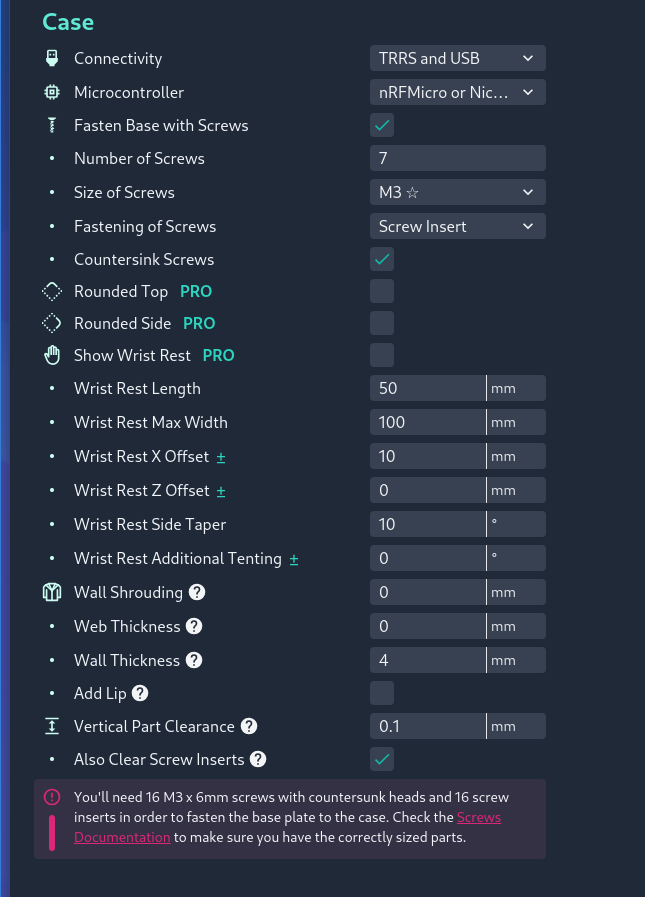 Case
Connectivity TRRS and USB
Microcontroller nRFMicro or Nic...
Fasten Base with Screws
• Number of Screws 7
• Size of Screws M3 ☆
• Fastening of Screws Screw Insert
• Countersink Screws
Rounded Top PRO
Rounded Side PRO
Show Wrist Rest PRO
• Wrist Rest Length 50 mm
• Wrist Rest Max Width 100 mm
• Wrist Rest X Offset ± 10 mm
• Wrist Rest Z Offset ± 0 mm
• Wrist Rest Side Taper 10 °
• Wrist Rest Additional Tenting ± 0 °
Wall Shrouding ? 0 mm
• Web Thickness ? 0 mm
• Wall Thickness ? 4 mm
• Add Lip ?
Vertical Part Clearance ? 0.1 mm
• Also Clear Screw Inserts ?
You'll need 16 M3 x 6mm screws with countersunk heads and 16 screw
inserts in order to fasten the base plate to the case. Check the Screws
Documentation to make sure you have the correctly sized parts.